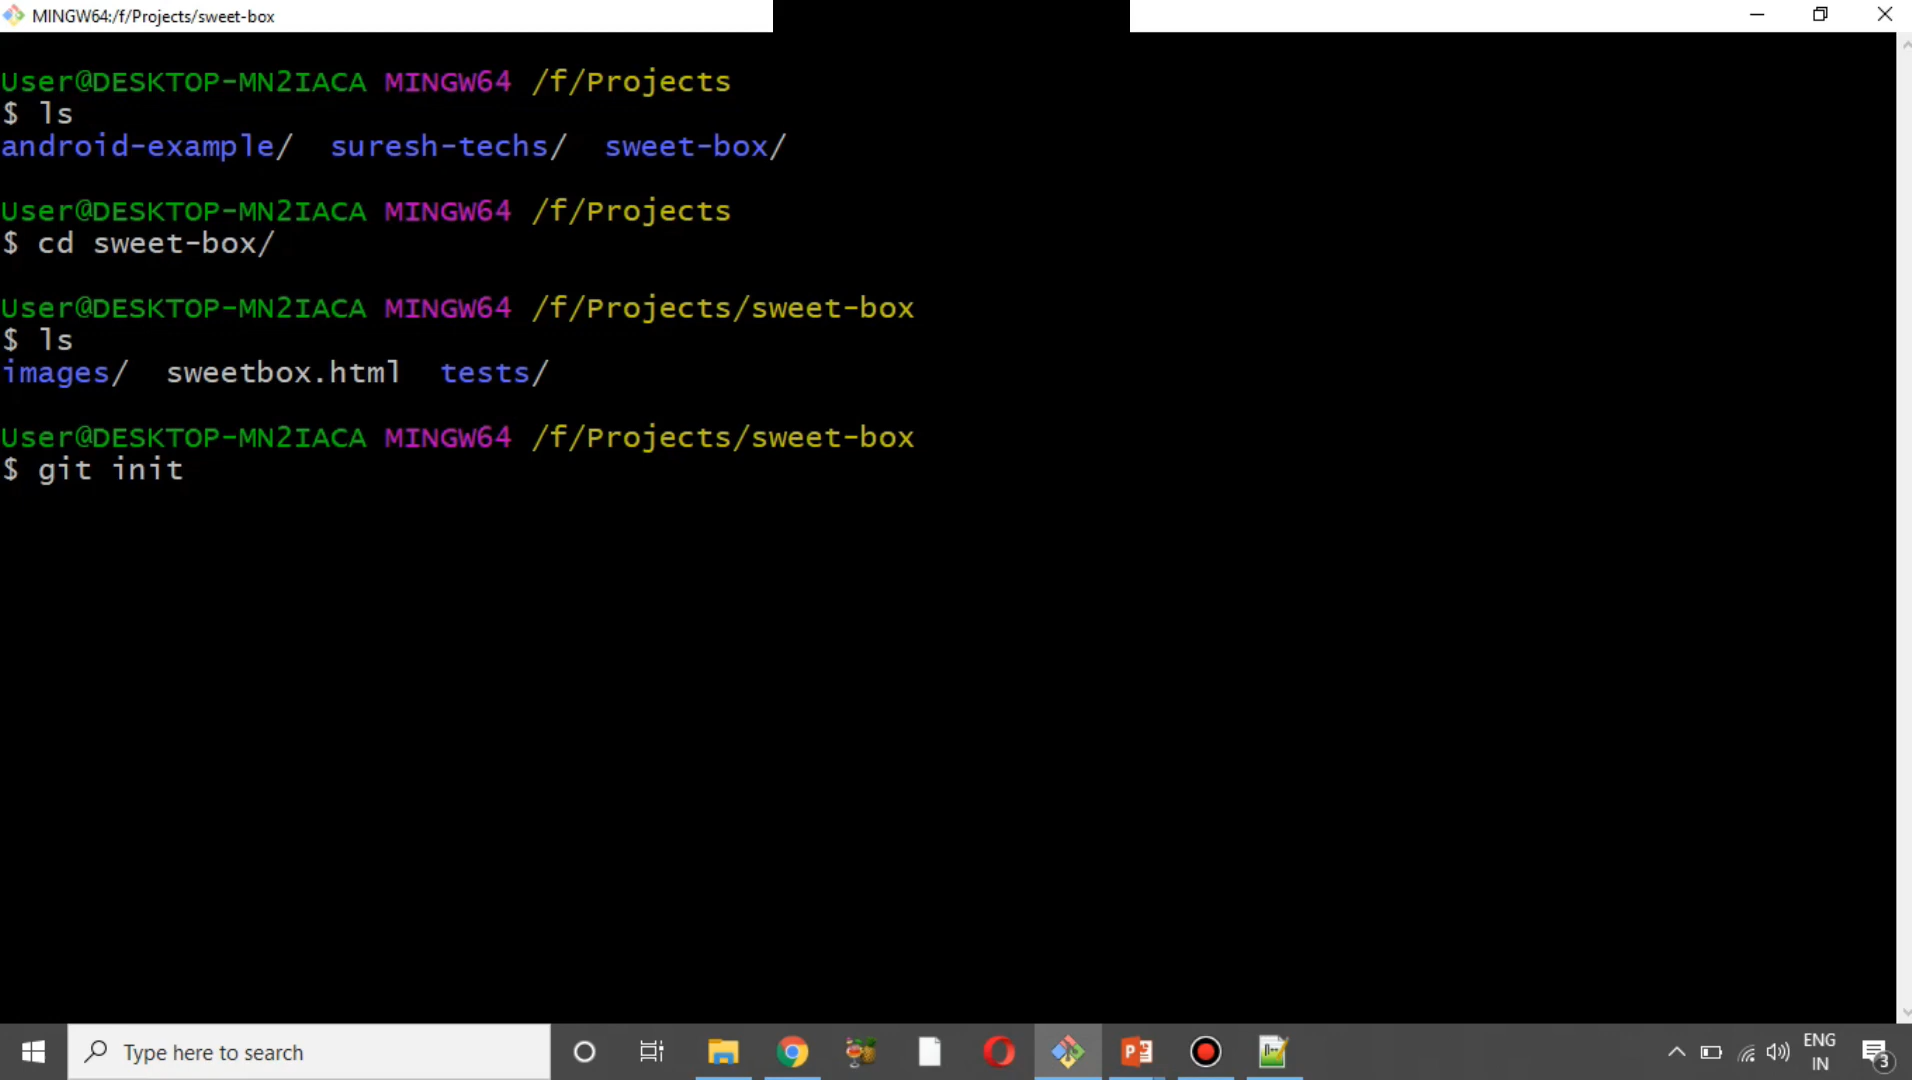 MINGW64:/f/Projects/sweet-box
User@DESKTOP-MN2IACA MINGW64 /f/Projects
$ ls
android-example/  suresh-techs/  sweet-box/
User@DESKTOP-MN2IACA MINGW64 /f/Projects
$ cd sweet-box/
User@DESKTOP-MN2IACA MINGW64 /f/Projects/sweet-box
$ ls
images/  sweetbox.html  tests/
User@DESKTOP-MN2IACA MINGW64 /f/Projects/sweet-box
$ git init
Type here to search
ENG
IN
3